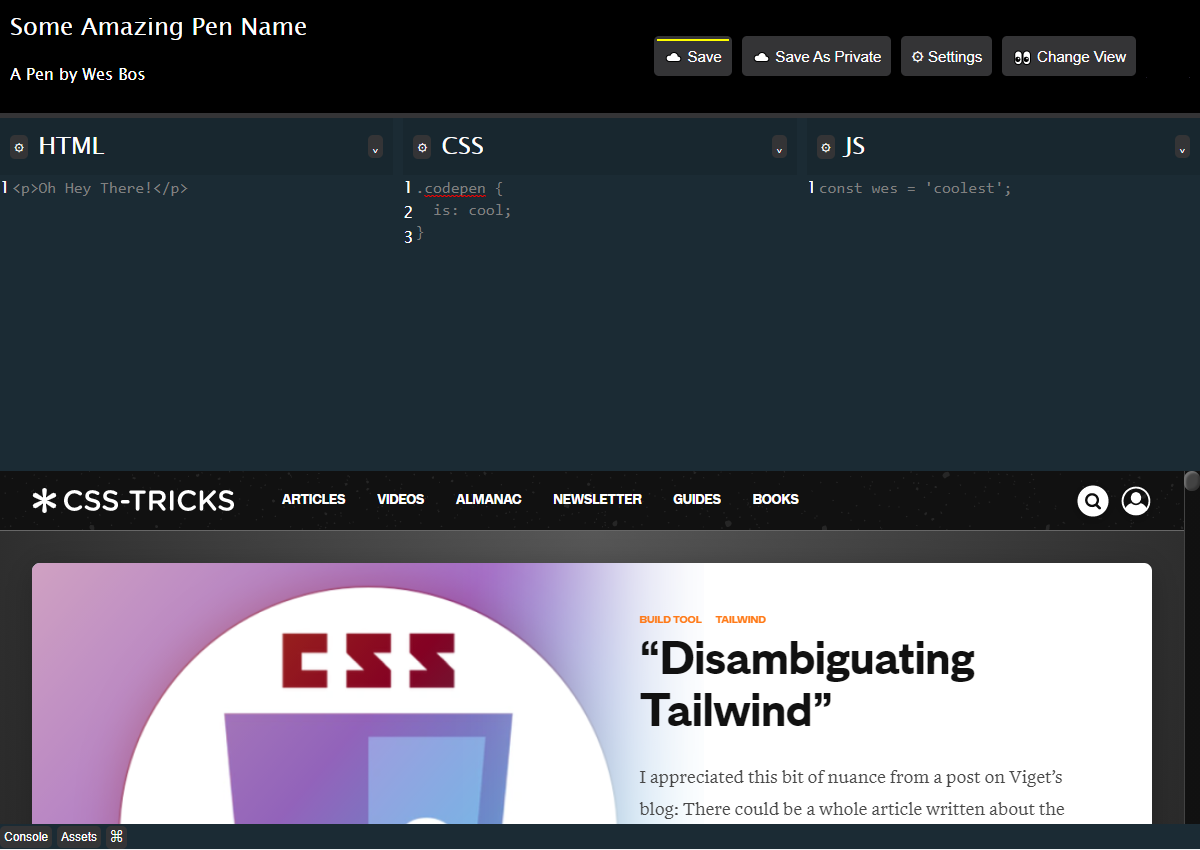 Some Amazing Pen Name
A Pen by Wes Bos
Save
Save As Private
Settings
Change View
HTML
CSS
JS
1 <p>Oh Hey There!</p>
1 .codepen {
2 is: cool;
3 }
1 const wes = 'coolest';
CSS-TRICKS
ARTICLES VIDEOS ALMANAC NEWSLETTER GUIDES BOOKS
CSS
BUILD TOOL TAILWIND
“Disambiguating
Tailwind”
I appreciated this bit of nuance from a post on Viget’s
blog: There could be a whole article written about the
Console Assets ⌘